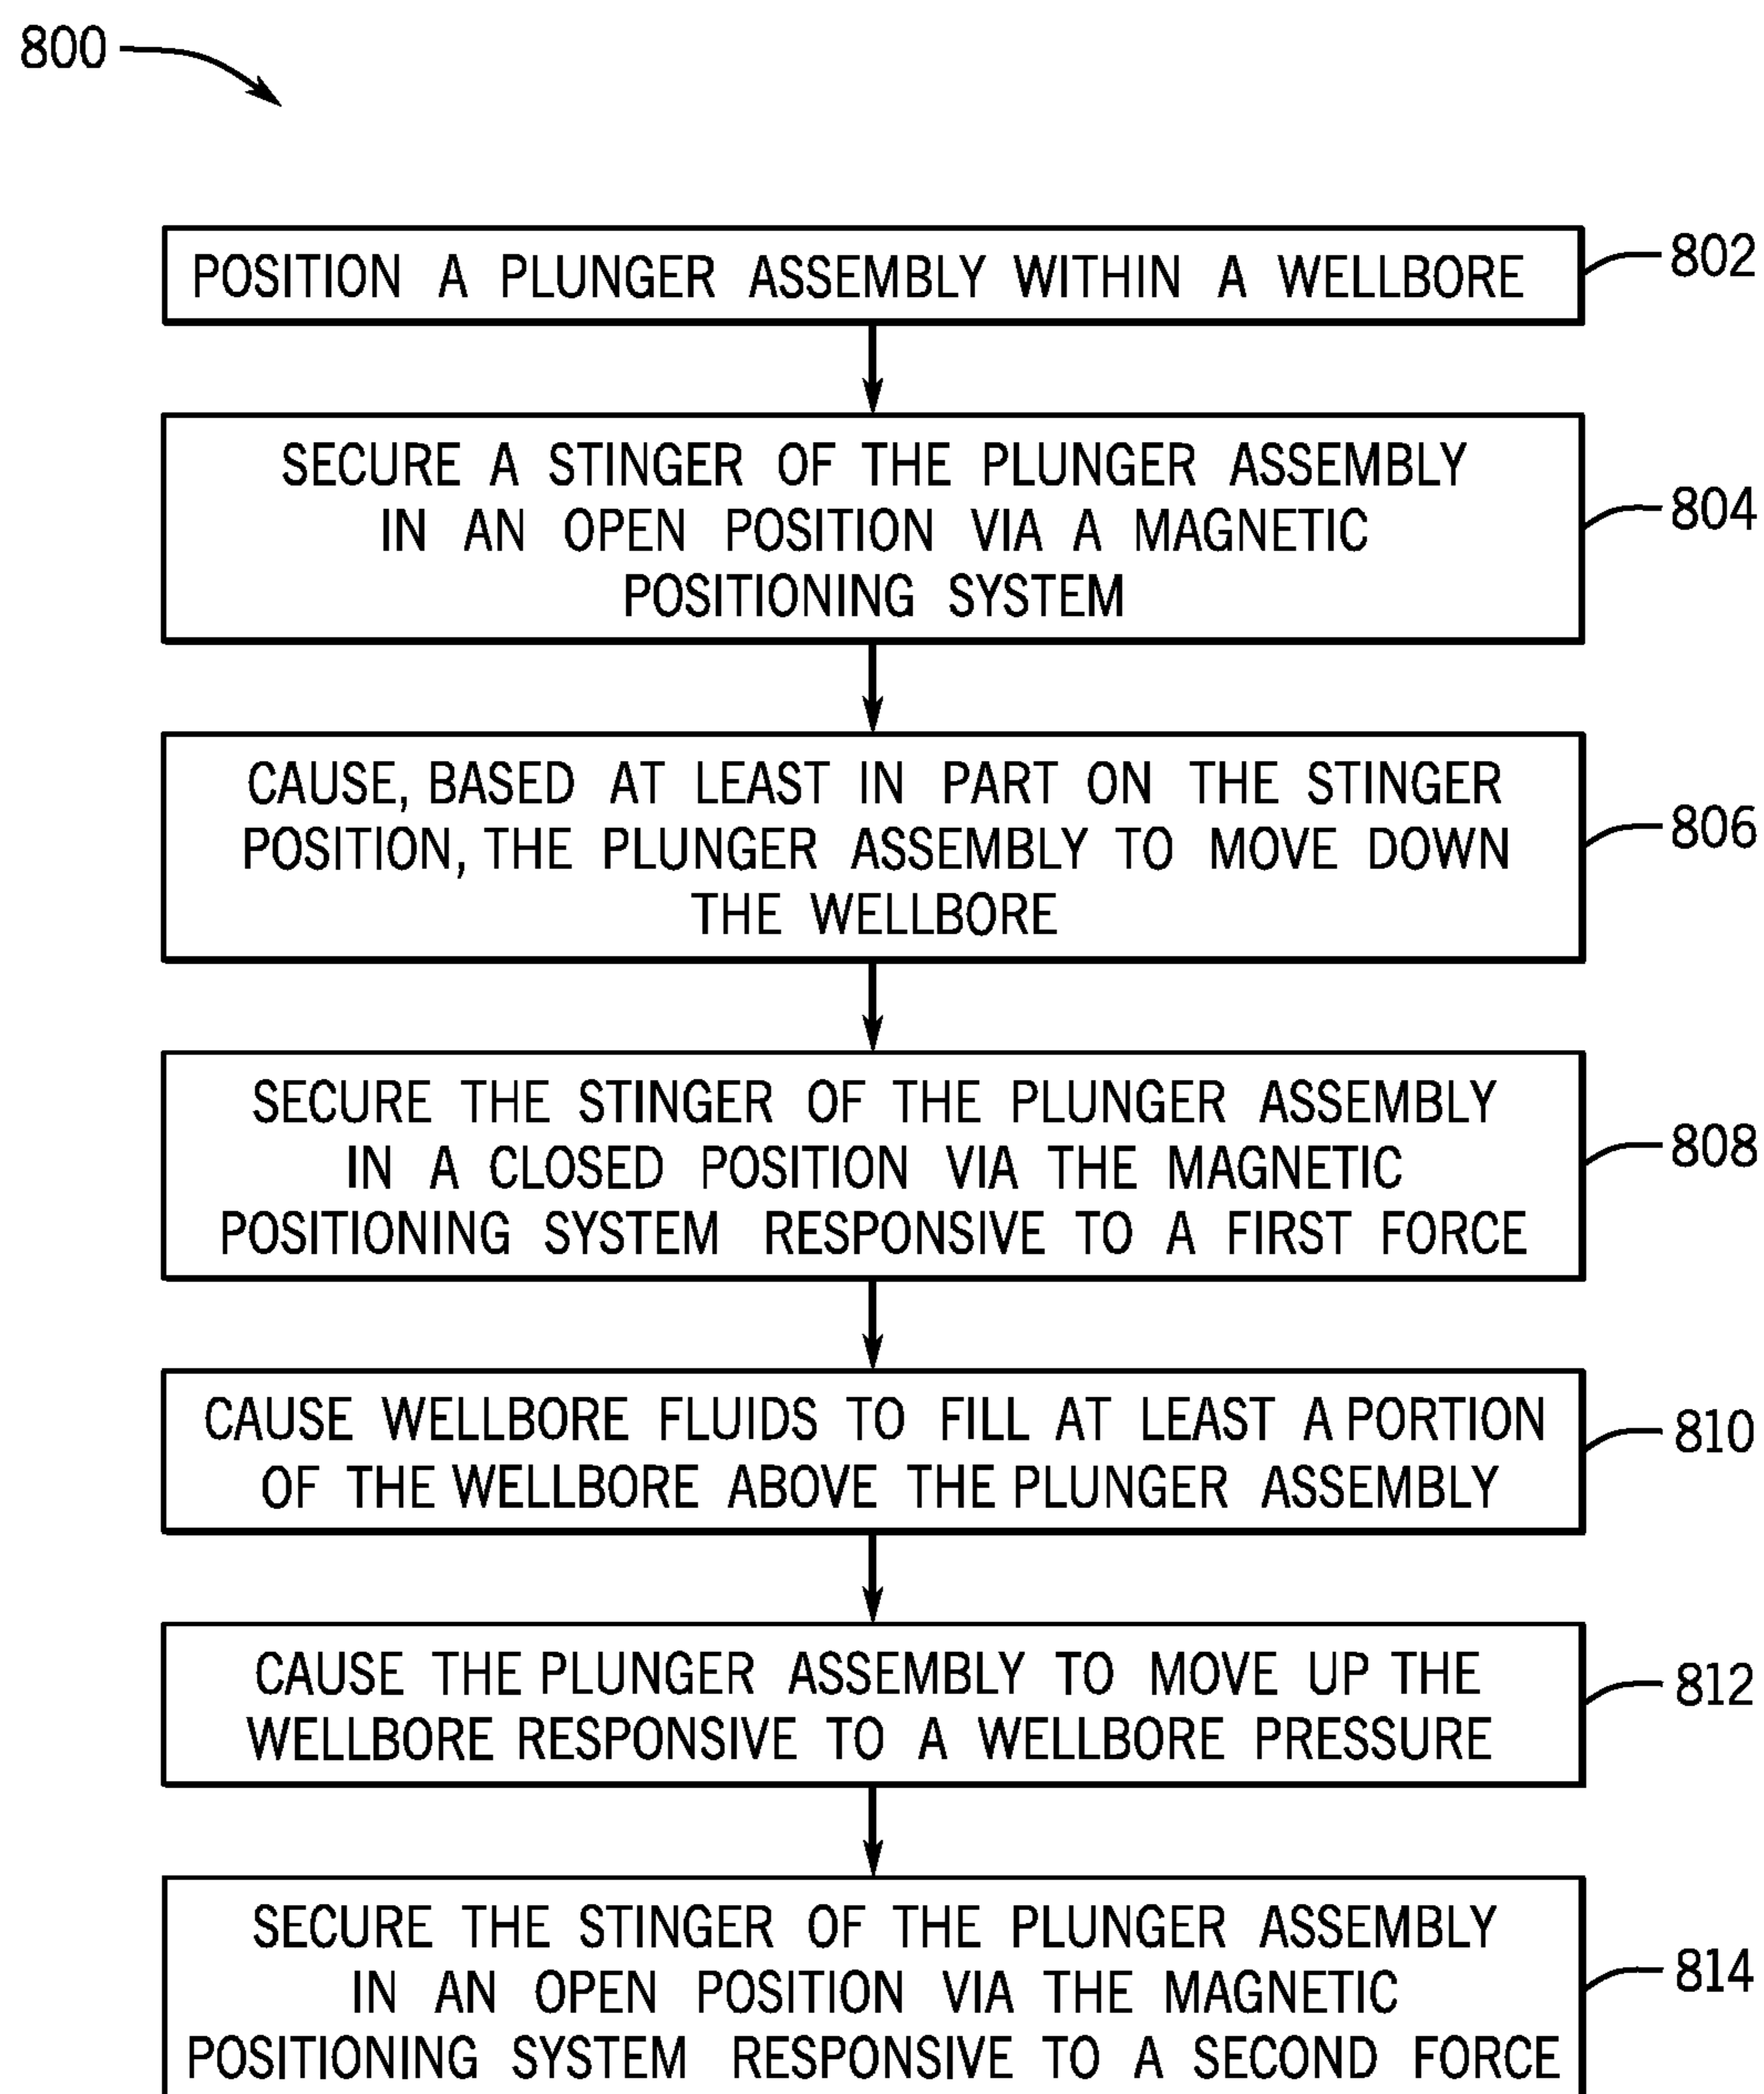 800
POSITION A PLUNGER ASSEMBLY WITHIN A WELLBORE
802
SECURE A STINGER OF THE PLUNGER ASSEMBLY
IN AN OPEN POSITION VIA A MAGNETIC
POSITIONING SYSTEM
804
CAUSE, BASED AT LEAST IN PART ON THE STINGER
POSITION, THE PLUNGER ASSEMBLY TO MOVE DOWN
THE WELLBORE
806
SECURE THE STINGER OF THE PLUNGER ASSEMBLY
IN A CLOSED POSITION VIA THE MAGNETIC
POSITIONING SYSTEM RESPONSIVE TO A FIRST FORCE
808
CAUSE WELLBORE FLUIDS TO FILL AT LEAST A PORTION
OF THE WELLBORE ABOVE THE PLUNGER ASSEMBLY
810
CAUSE THE PLUNGER ASSEMBLY TO MOVE UP THE
WELLBORE RESPONSIVE TO A WELLBORE PRESSURE
812
SECURE THE STINGER OF THE PLUNGER ASSEMBLY
IN AN OPEN POSITION VIA THE MAGNETIC
POSITIONING SYSTEM RESPONSIVE TO A SECOND FORCE
814